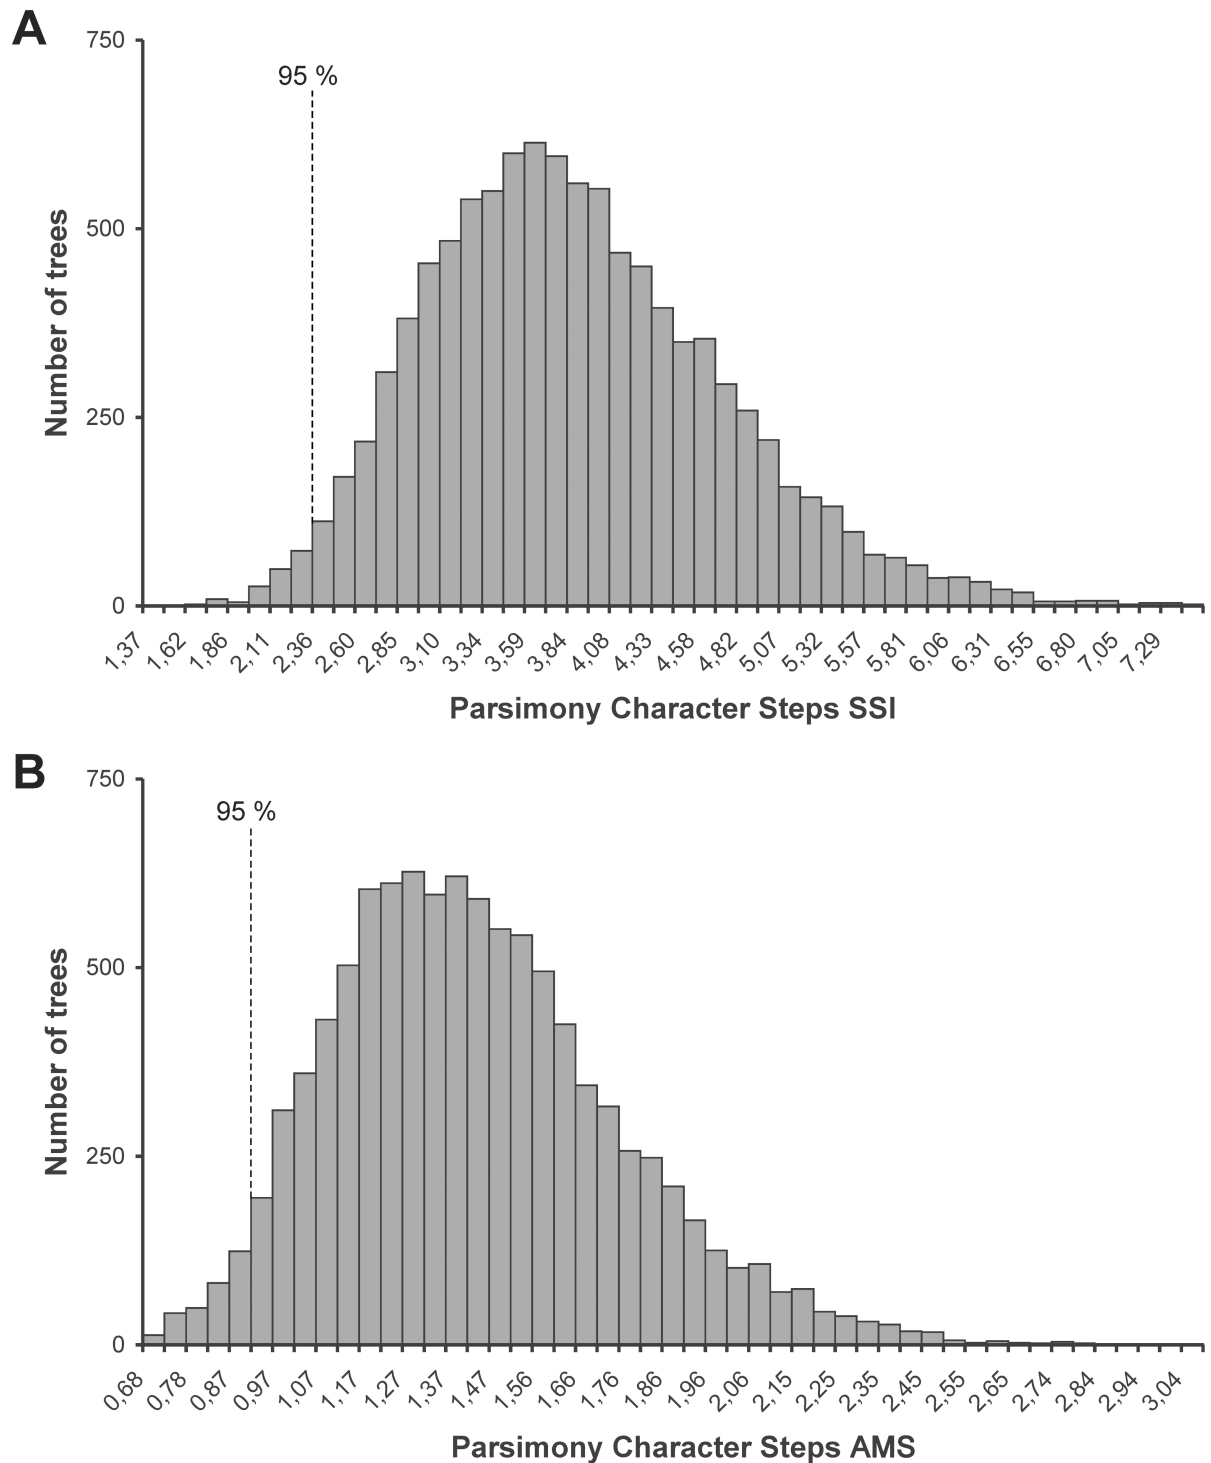 A
750
95 %
500
250
0
Number of trees
1,37 1,62 1,86 2,11 2,36 2,60 2,85 3,10 3,34 3,59 3,84 4,08 4,33 4,58 4,82 5,07 5,32 5,57 5,81 6,06 6,31 6,55 6,80 7,05 7,29
Parsimony Character Steps SSI
B
750
95 %
500
250
0
Number of trees
0,68 0,78 0,87 0,97 1,07 1,17 1,27 1,37 1,47 1,56 1,66 1,76 1,86 1,96 2,06 2,15 2,25 2,35 2,45 2,55 2,65 2,74 2,84 2,94 3,04
Parsimony Character Steps AMS